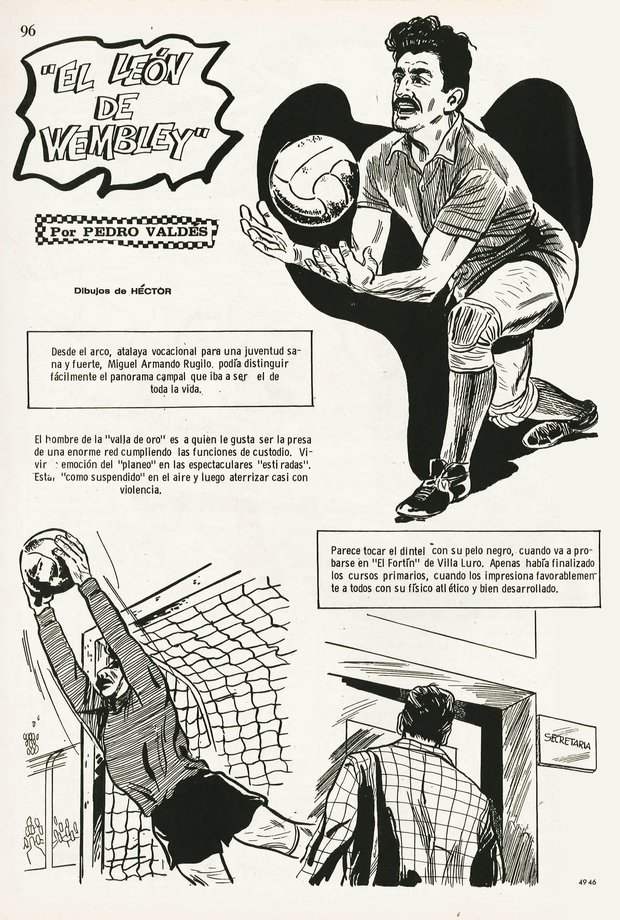 96
"EL LEÓN
DE
WEMBLEY"
Por PEDRO VALDES
Dibujos de HÉCTOR
Desde el arco, atalaya vocacional para una juventud sa-
na y fuerte, Miguel Armando Rugilo. podía distinguir
fácilmente el panorama campal que iba a ser el de
toda la vida.
El hombre de la "valla de oro" es a quien le gusta ser la presa
de una enorme red cumpliendo las funciones de custodio. Vi-
vir emoción del "planeo" en las espectaculares "estiradas".
Estar "como suspendido" en el aire y luego aterrizar casi con
violencia.
Parece tocar el dintel con su pelo negro, cuando va a pro-
barse en "El Fortín" de Villa Luro. Apenas había finalizado
los cursos primarios, cuando los impresiona favorablemen-
te a todos con su físico atlético y bien desarrollado.
SECRETARIA
49 46